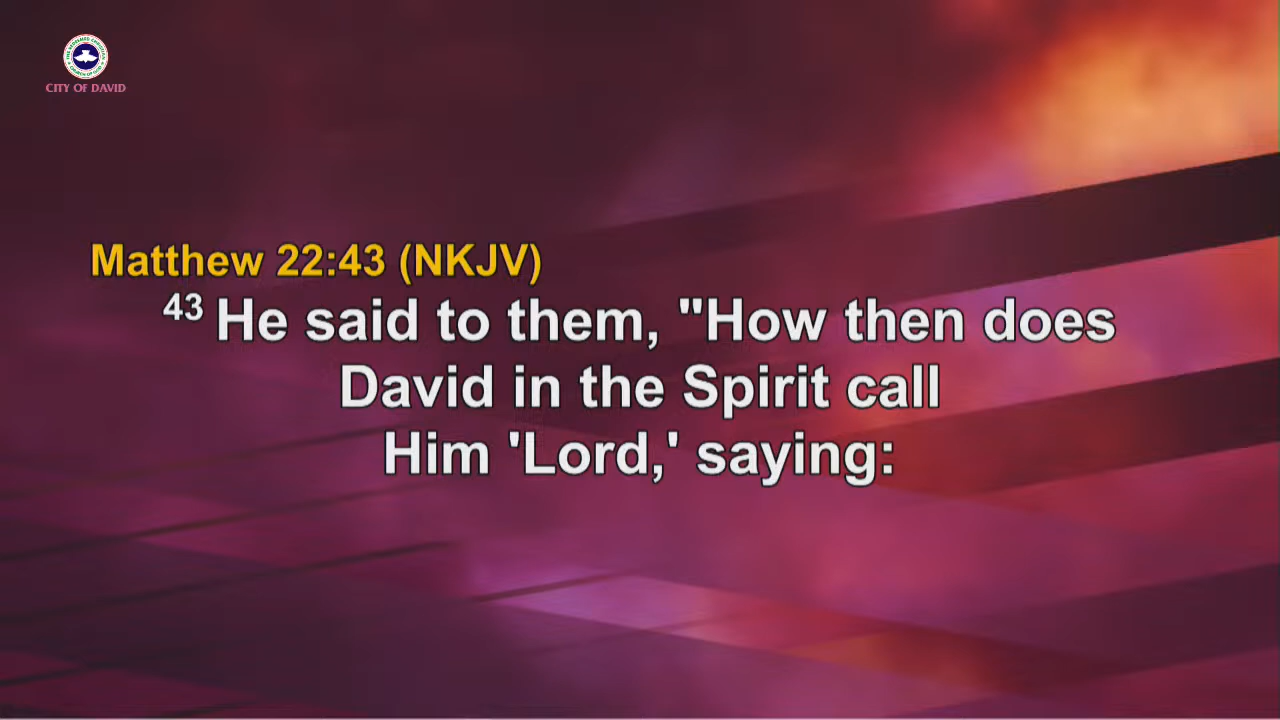 CITY OF DAVID
Matthew 22:43 (NKJV)
43 He said to them, "How then does
David in the Spirit call
Him 'Lord,' saying: